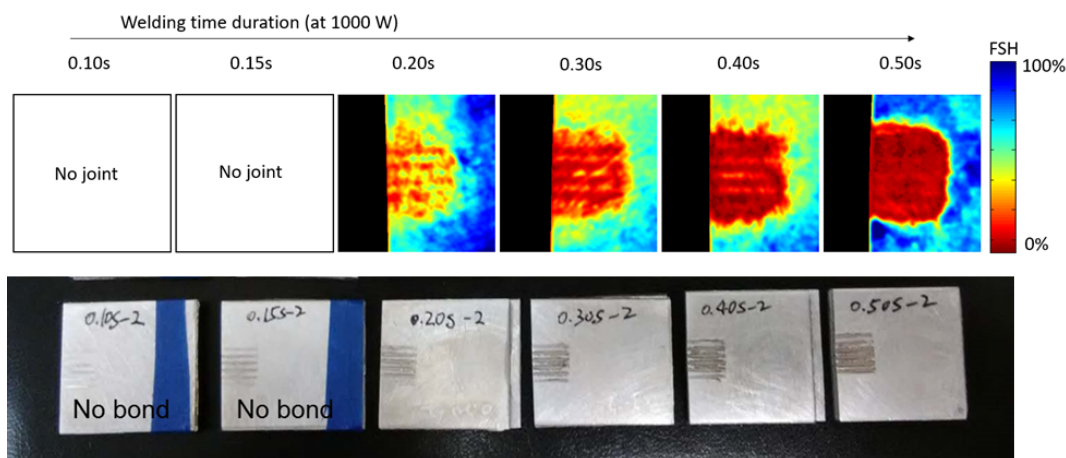 Welding time duration (at 1000 W)
0.10s 0.15s 0.20s 0.30s 0.40s 0.50s
FSH
100%
No joint
No joint
0%
0.10s-2 0.15s-2 0.20s-2 0.30s-2 0.40s-2 0.50s-2
No bond No bond